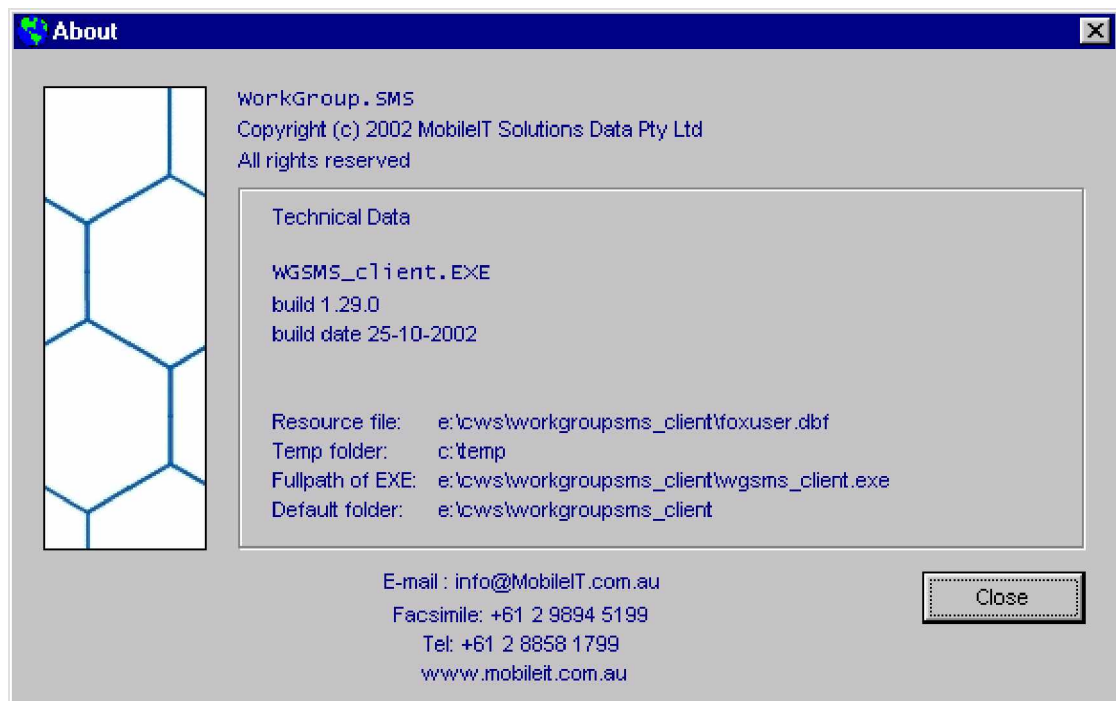 About
WorkGroup.SMS
Copyright (c) 2002 MobileIT Solutions Data Pty Ltd
All rights reserved
Technical Data
WGSMS_client.EXE
build 1.29.0
build date 25-10-2002
Resource file: e:\cws\workgroupsms_client\foxuser.dbf
Temp folder: c:\temp
Fullpath of EXE: e:\cws\workgroupsms_client\wgsms_client.exe
Default folder: e:\cws\workgroupsms_client
E-mail : info@MobileIT.com.au
Facsimile: +61 2 9894 5199
Tel: +61 2 8858 1799
www.mobileit.com.au
Close